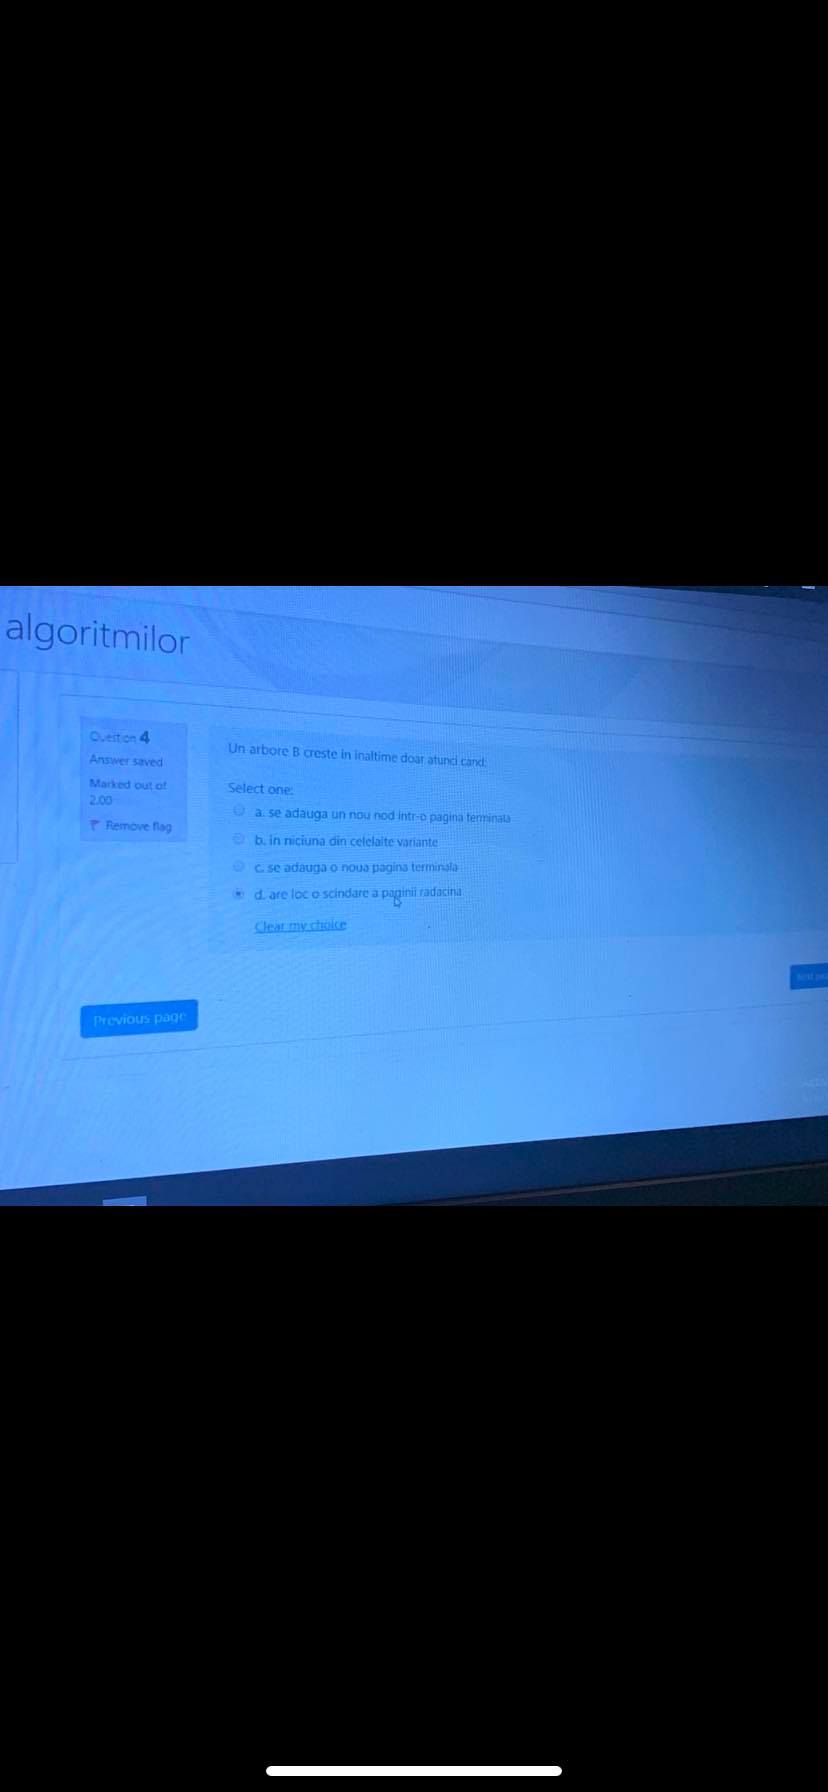 algoritmilor
Question 4
Answer saved
Marked out of
2.00
Remove flag
Un arbore B creste in inaltime doar atunci cand:
Select one:
a. se adauga un nou nod intr-o pagina terminala
b. in niciuna din celelalte variante
c. se adauga o noua pagina terminala
d. are loc o scindare a paginii radacina
Clear my choice
Next
Previous page